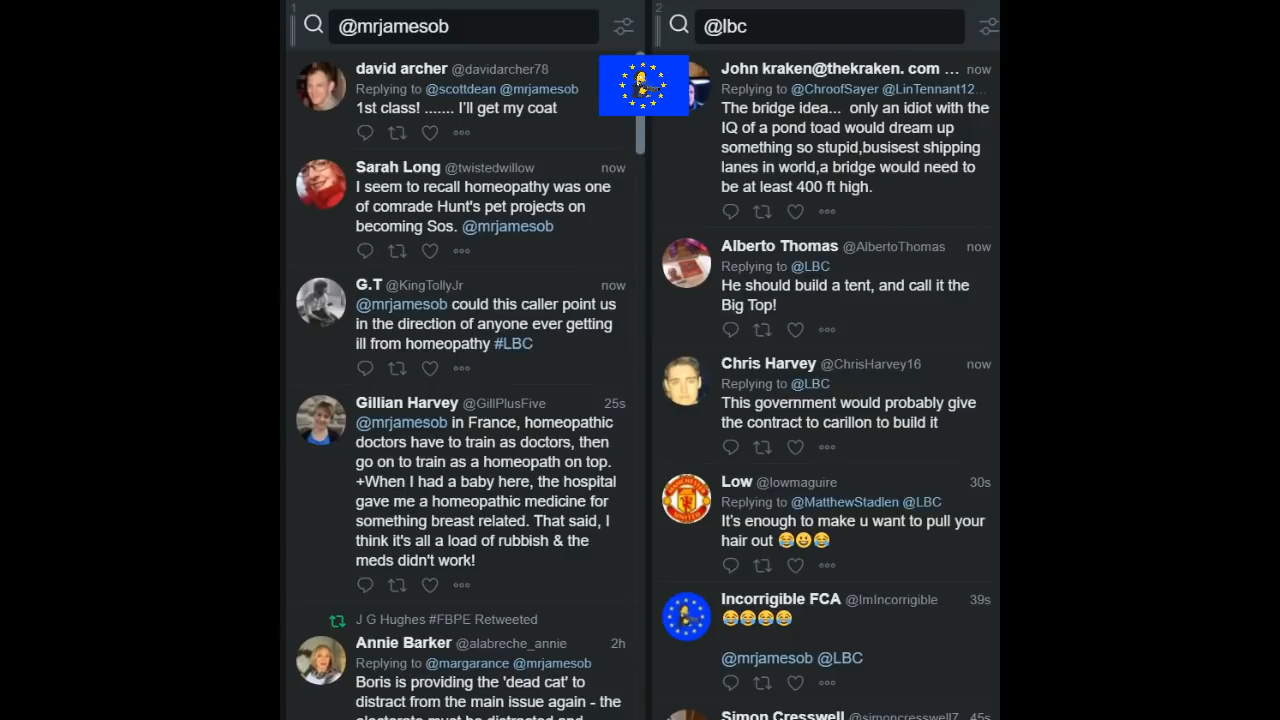 1
@mrjamesob
david archer @davidarcher78
Replying to @scottdean @mrjamesob
1st class! ....... I'll get my coat
Sarah Long @twistedwillow now
I seem to recall homeopathy was one
of comrade Hunt's pet projects on
becoming Sos. @mrjamesob
G.T @KingTollyJr now
@mrjamesob could this caller point us
in the direction of anyone ever getting
ill from homeopathy #LBC
Gillian Harvey @GillPlusFive 25s
@mrjamesob in France, homeopathic
doctors have to train as doctors, then
go on to train as a homeopath on top.
+When I had a baby here, the hospital
gave me a homeopathic medicine for
something breast related. That said, I
think it's all a load of rubbish & the
meds didn't work!
J G Hughes #FBPE Retweeted
Annie Barker @alabreche_annie 2h
Replying to @margarance @mrjamesob
Boris is providing the 'dead cat' to
distract from the main issue again - the
electorate must be distracted and
2
@lbc
John kraken@thekraken. com ... now
Replying to @ChroofSayer @LinTennant12...
The bridge idea... only an idiot with the
IQ of a pond toad would dream up
something so stupid,busisest shipping
lanes in world,a bridge would need to
be at least 400 ft high.
Alberto Thomas @AlbertoThomas now
Replying to @LBC
He should build a tent, and call it the
Big Top!
Chris Harvey @ChrisHarvey16 now
Replying to @LBC
This government would probably give
the contract to carillon to build it
Low @lowmaguire 30s
Replying to @MatthewStadlen @LBC
It's enough to make u want to pull your
hair out 😂😀😂
Incorrigible FCA @ImIncorrigible 39s
😂😂😂😂
@mrjamesob @LBC
Simon Cresswell @simoncresswell7 45s